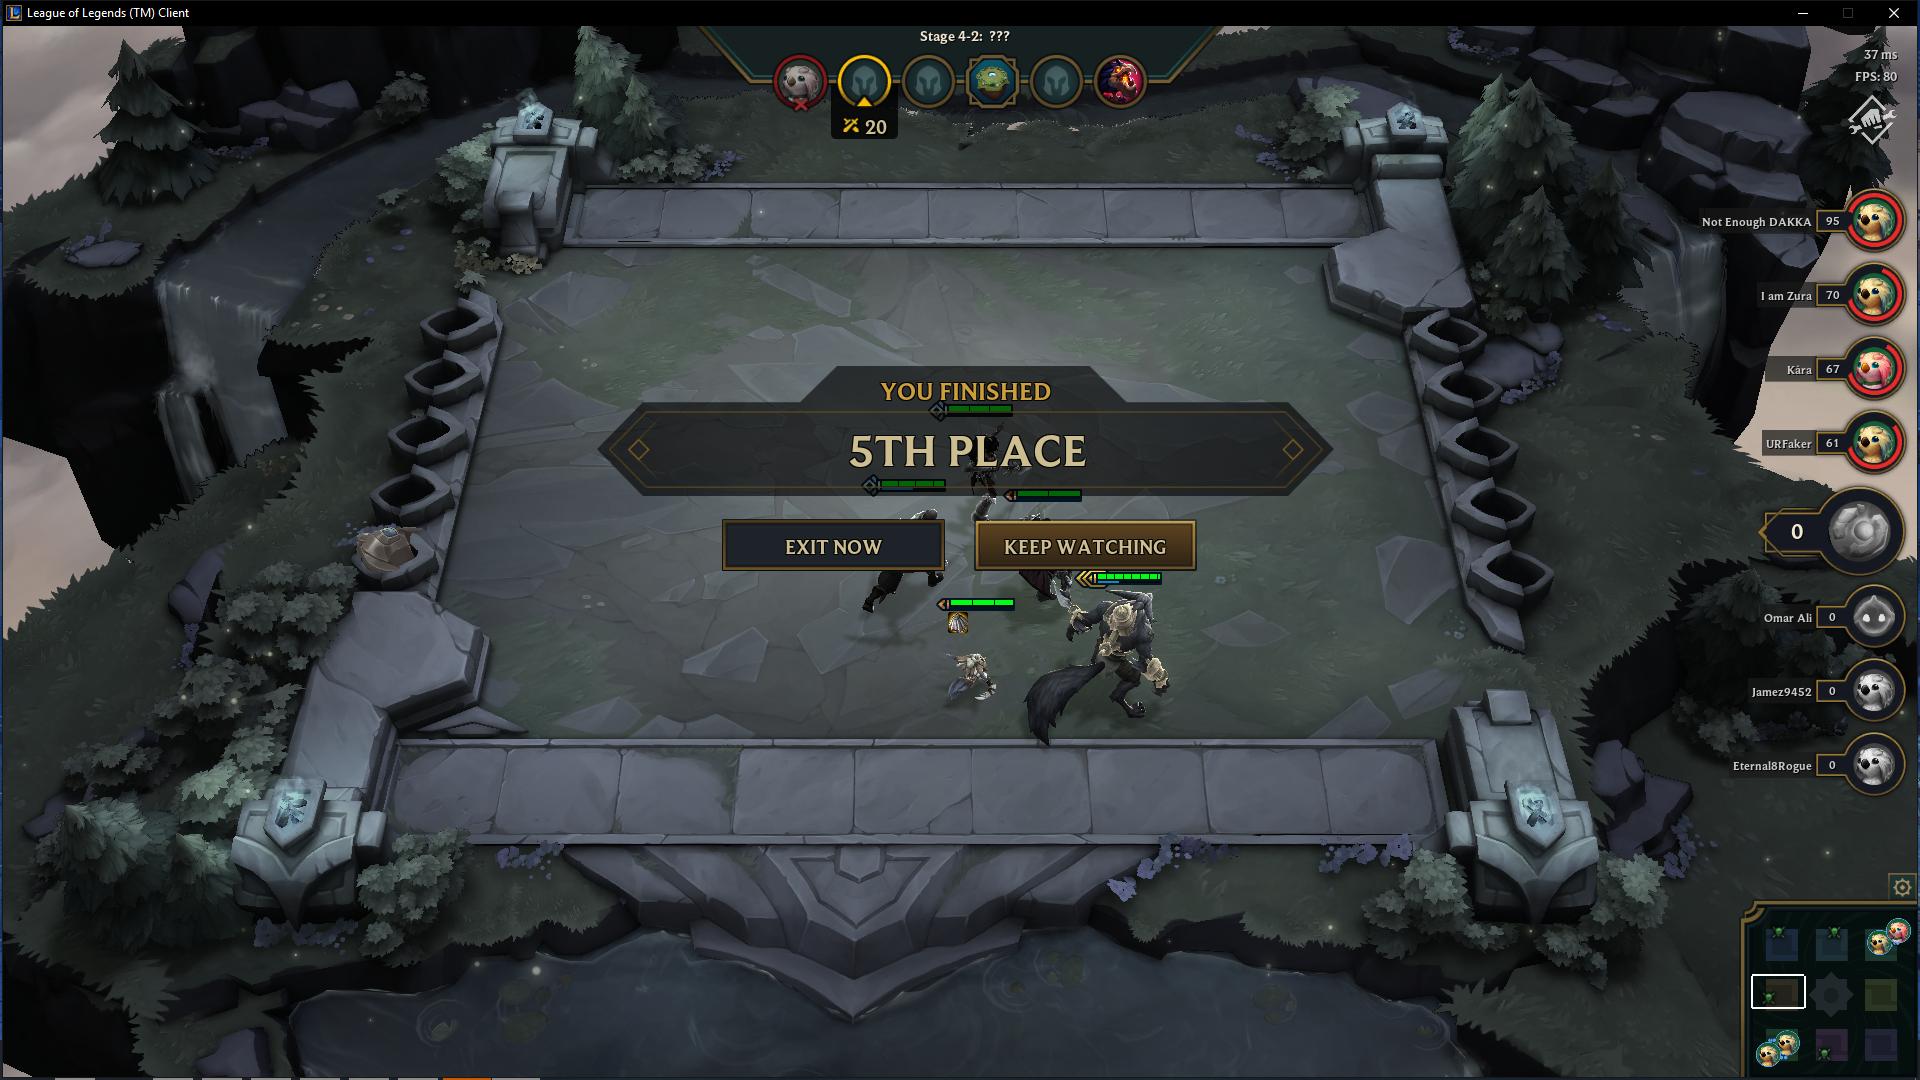 League of Legends (TM) Client
Stage 4-2: ???
37 ms
FPS: 80
20
Not Enough DAKKA 95
I am Zura 70
Kâra 67
YOU FINISHED
URFaker 61
5TH PLACE
0
EXIT NOW
KEEP WATCHING
Omar Ali 0
Jamez9452 0
Eternal8Rogue 0